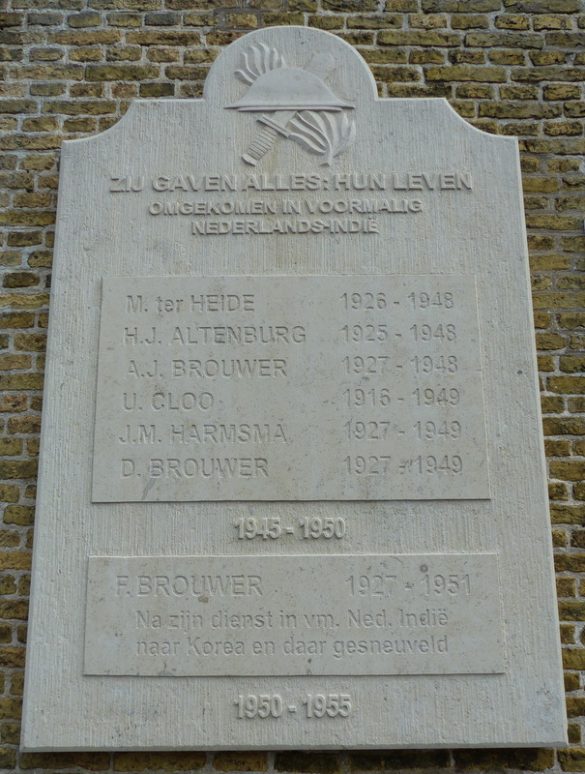 ZIJ GAVEN ALLES: HUN LEVEN
OMGEKOMEN IN VOORMALIG
NEDERLANDS-INDIË
M. ter HEIDE 1926 - 1948
H.J. ALTENBURG 1925 - 1948
A.J. BROUWER 1927 - 1948
U. CLOO 1916 - 1949
J.M. HARMSMA 1927 - 1949
D. BROUWER 1927 - 1949
1945 - 1950
F. BROUWER 1927 - 1951
Na zijn dienst in vm. Ned. Indië
naar Korea en daar gesneuveld
1950 - 1955